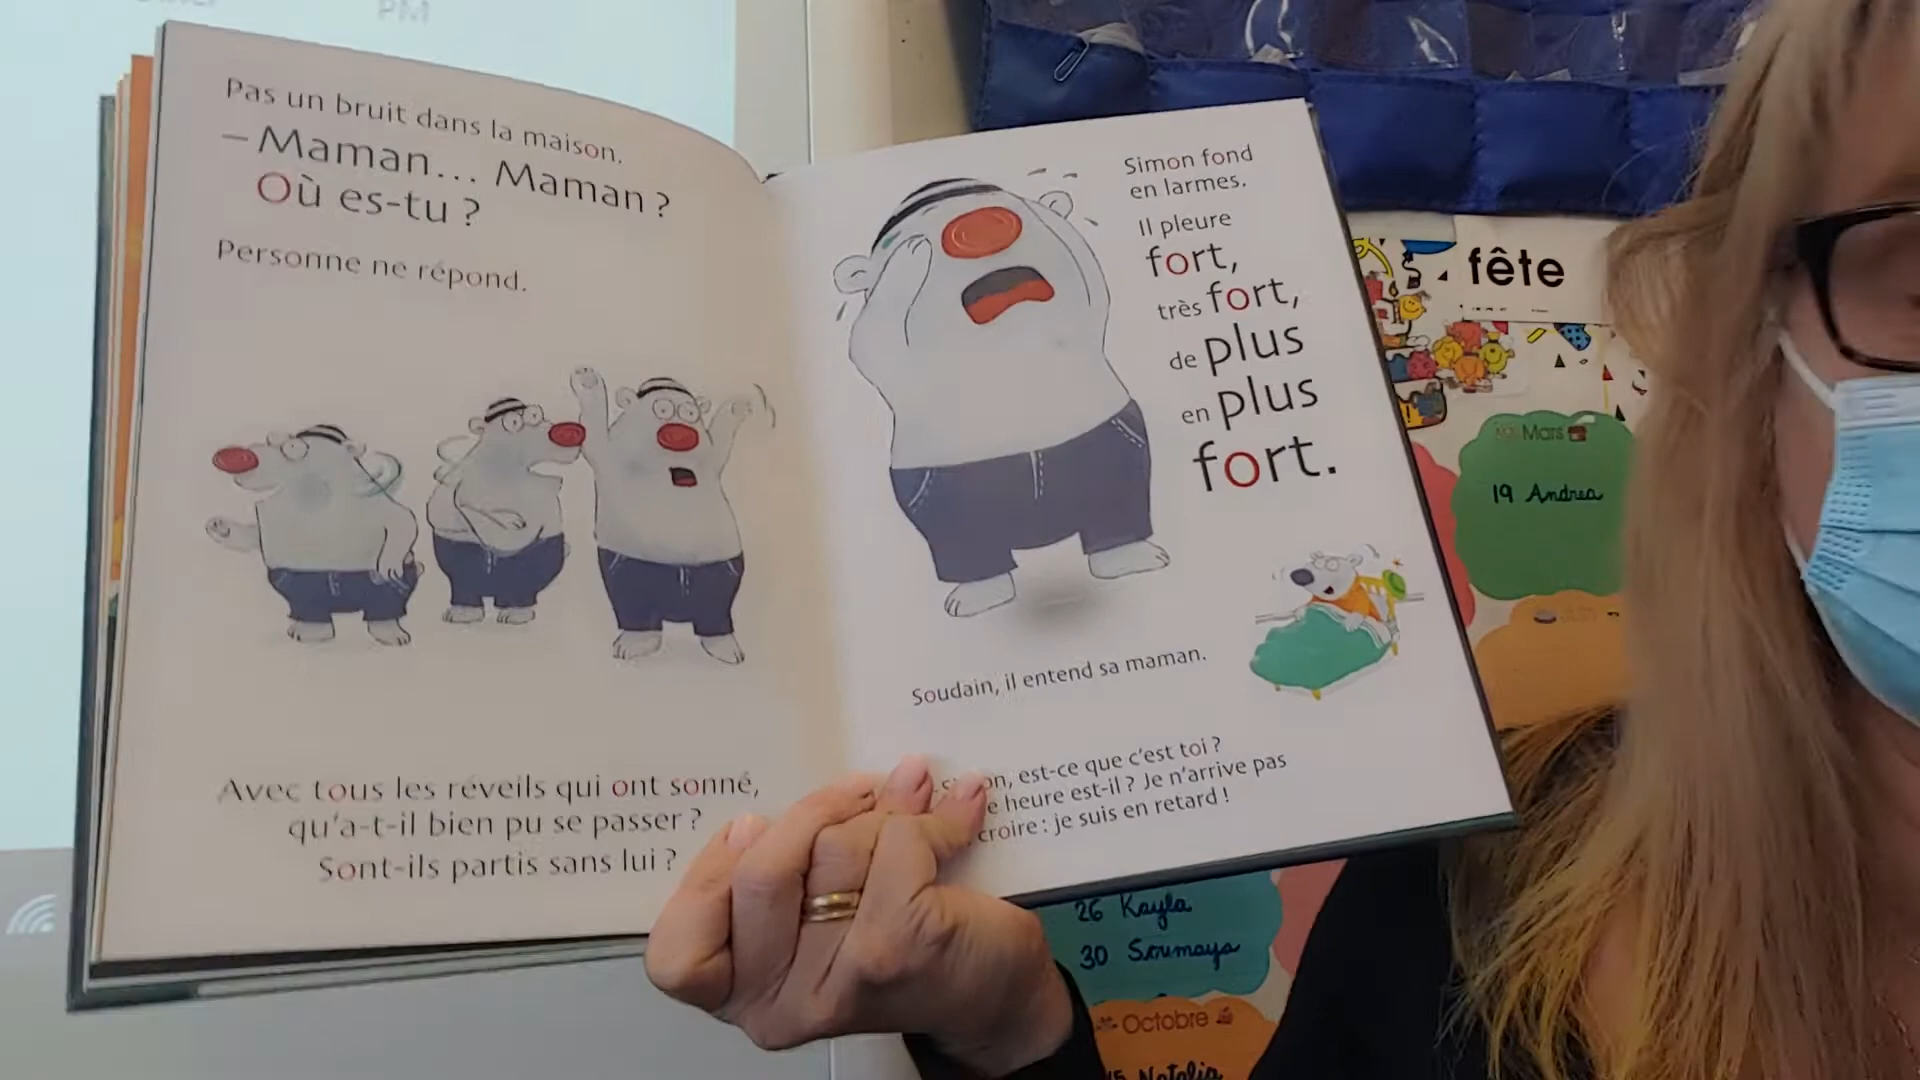 PM
Pas un bruit dans la maison.
– Maman... Maman ?
Où es-tu ?
Personne ne répond.
Avec tous les réveils qui ont sonné,
qu'a-t-il bien pu se passer ?
Sont-ils partis sans lui ?
Simon fond
en larmes.
Il pleure
fort,
très fort,
de plus
en plus
fort.
Soudain, il entend sa maman.
est-ce que c'est toi ?
heure est-il ? Je n'arrive pas
croire : je suis en retard !
fête
Mars
19 Andrea
26 Kayla
30 Soumaya
Octobre
15 Natalia